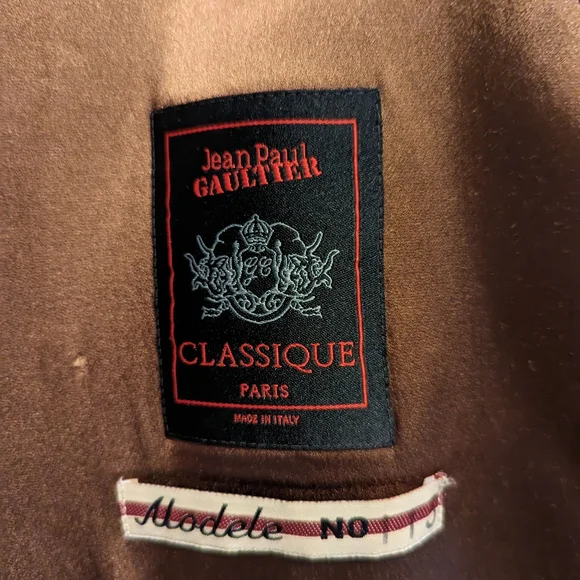 Jean Paul
GAULTIER
CLASSIQUE
PARIS
MADE IN ITALY
Modele NO